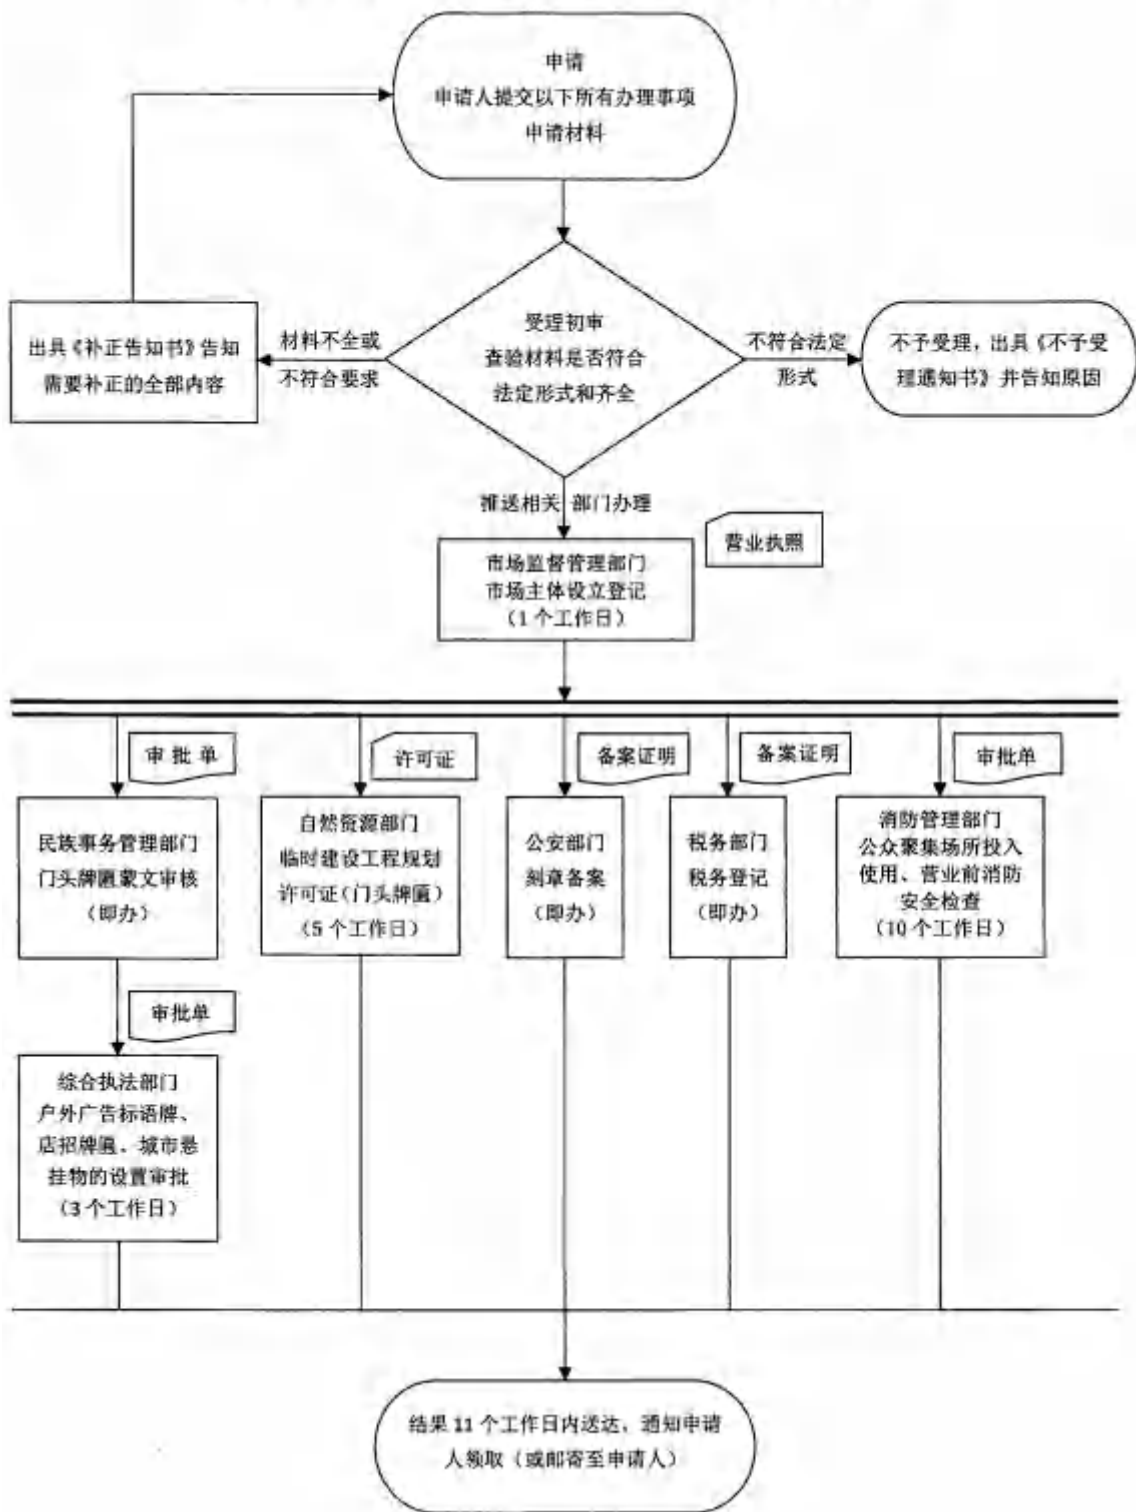 申请
申请人提交以下所有办理事项
申请材料
受理初审
查验材料是否符合
法定形式和齐全
材料不全或
不符合要求
出具《补正告知书》告知
需要补正的全部内容
不符合法定
形式
不予受理，出具《不予受
理通知书》并告知原因
推送相关 部门办理
营业执照
市场监督管理部门
市场主体设立登记
（1个工作日）
审 批 单
许可证
备案证明
备案证明
审批单
民族事务管理部门
门头牌匾蒙文审核
（即办）
自然资源部门
临时建设工程规划
许可证（门头牌匾）
（5个工作日）
公安部门
刻章备案
（即办）
税务部门
税务登记
（即办）
消防管理部门
公众聚集场所投入
使用、营业前消防
安全检查
（10个工作日）
审批单
综合执法部门
户外广告标语牌、
店招牌匾、城市悬
挂物的设置审批
（3个工作日）
结果11个工作日内送达，通知申请
人领取（或邮寄至申请人）